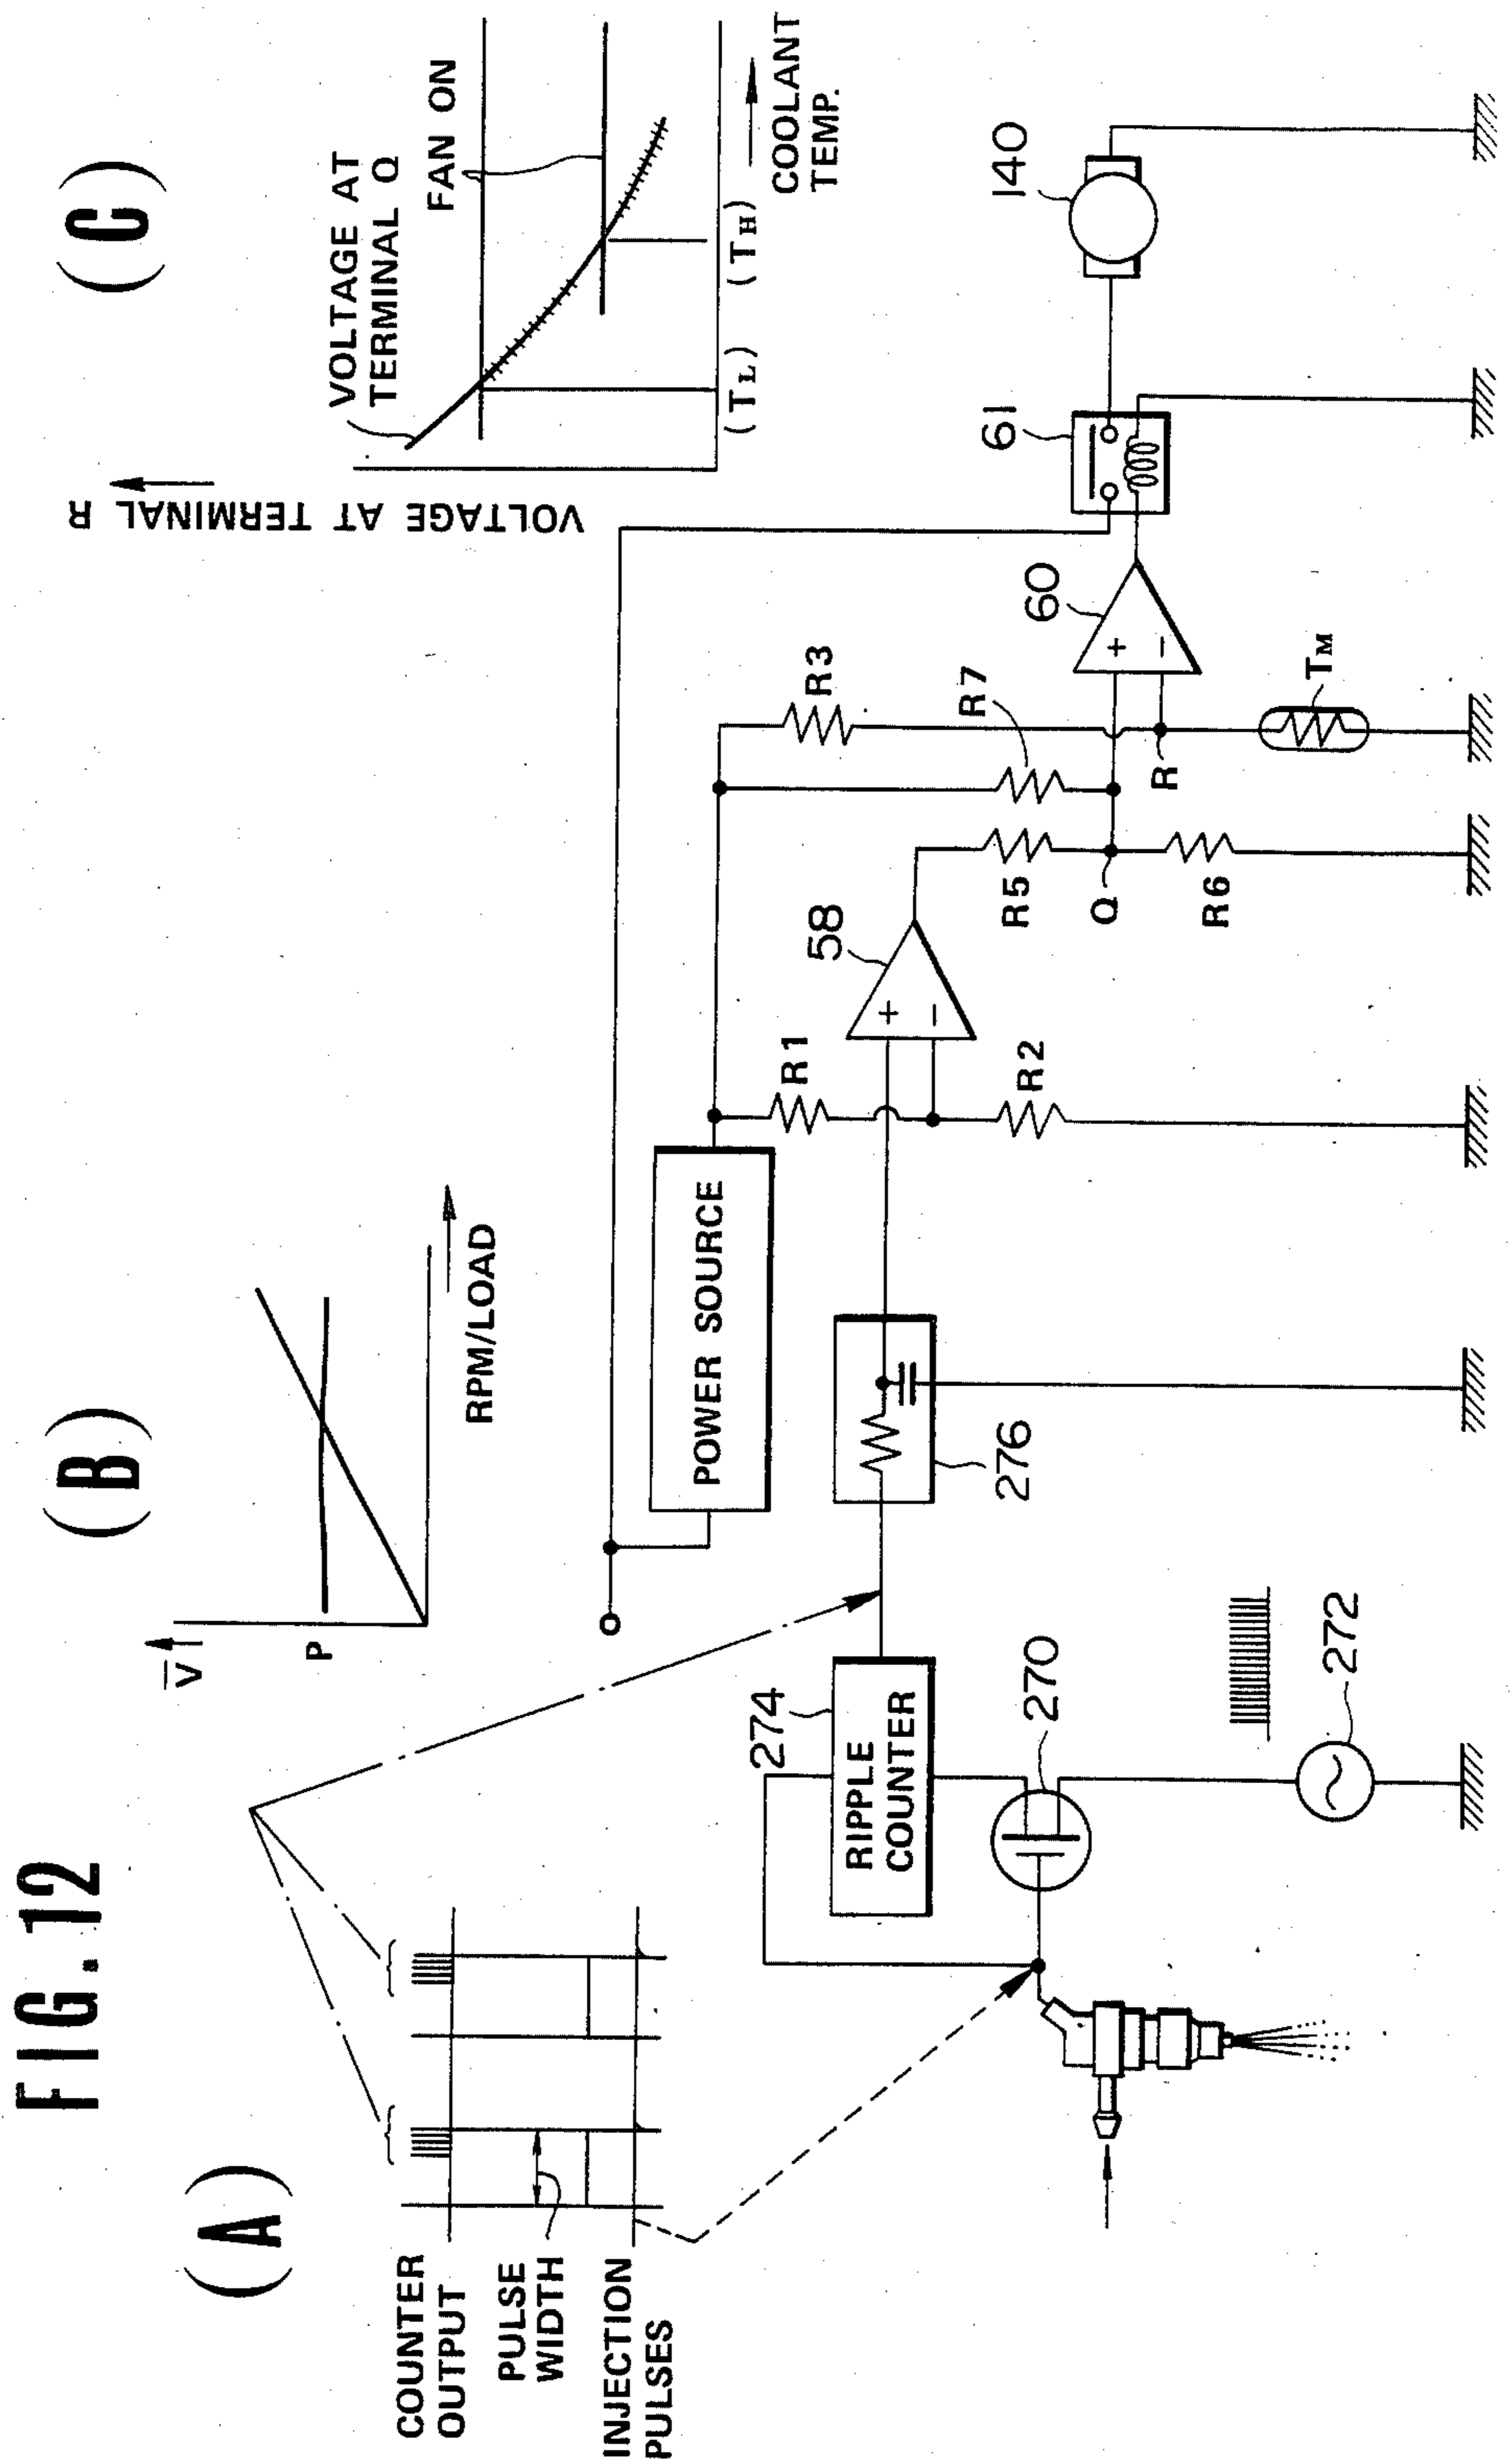 FIG.12
(A)
(B)
(C)
COUNTER
OUTPUT
PULSE
WIDTH
INJECTION
PULSES
V
P
RPM/LOAD
VOLTAGE AT TERMINAL R
VOLTAGE AT
TERMINAL Q
FAN ON
(TL)
(TH)
COOLANT
TEMP.
POWER SOURCE
274
RIPPLE
COUNTER
270
272
276
R1
R2
58
+
−
R5
Q
R6
R7
R3
R
TM
60
+
−
61
140